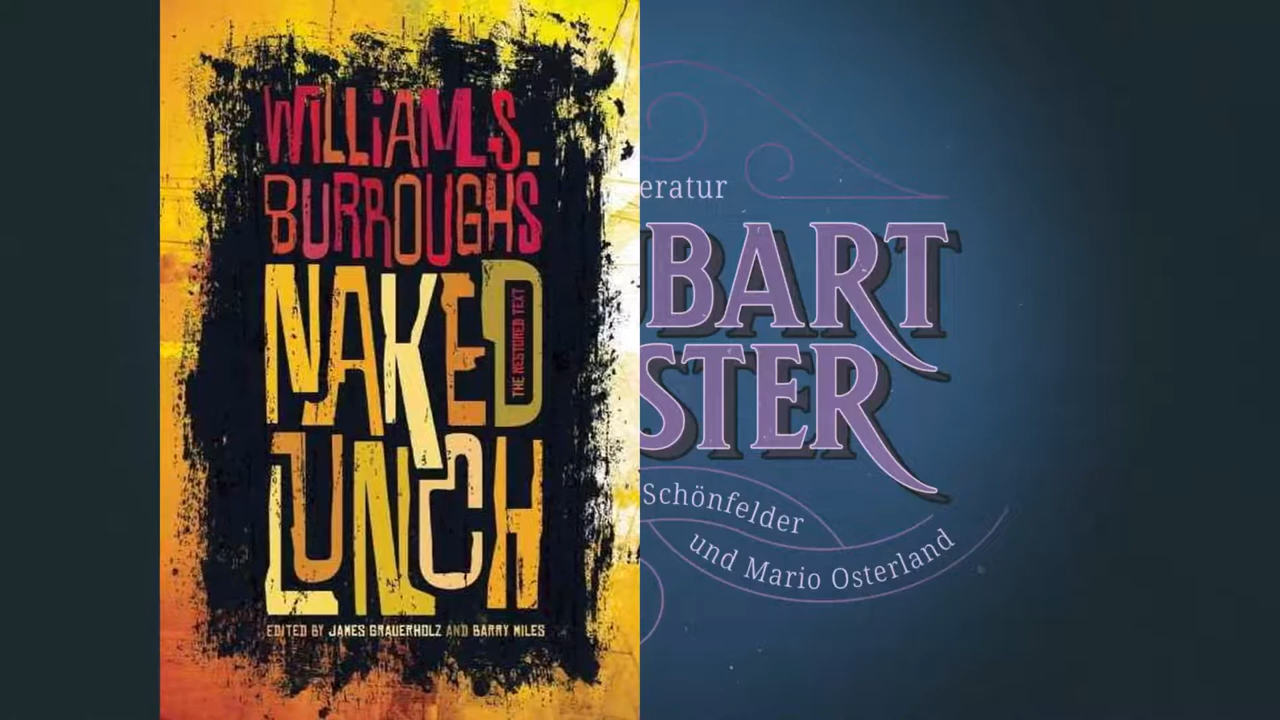 WILLIAM S.
BURROUGHS
NAKED
THE RESTORED TEXT
LUNCH
EDITED BY JAMES GRAUERHOLZ AND BARRY MILES
eratur
BART
STER
Schönfelder
und Mario Osterland